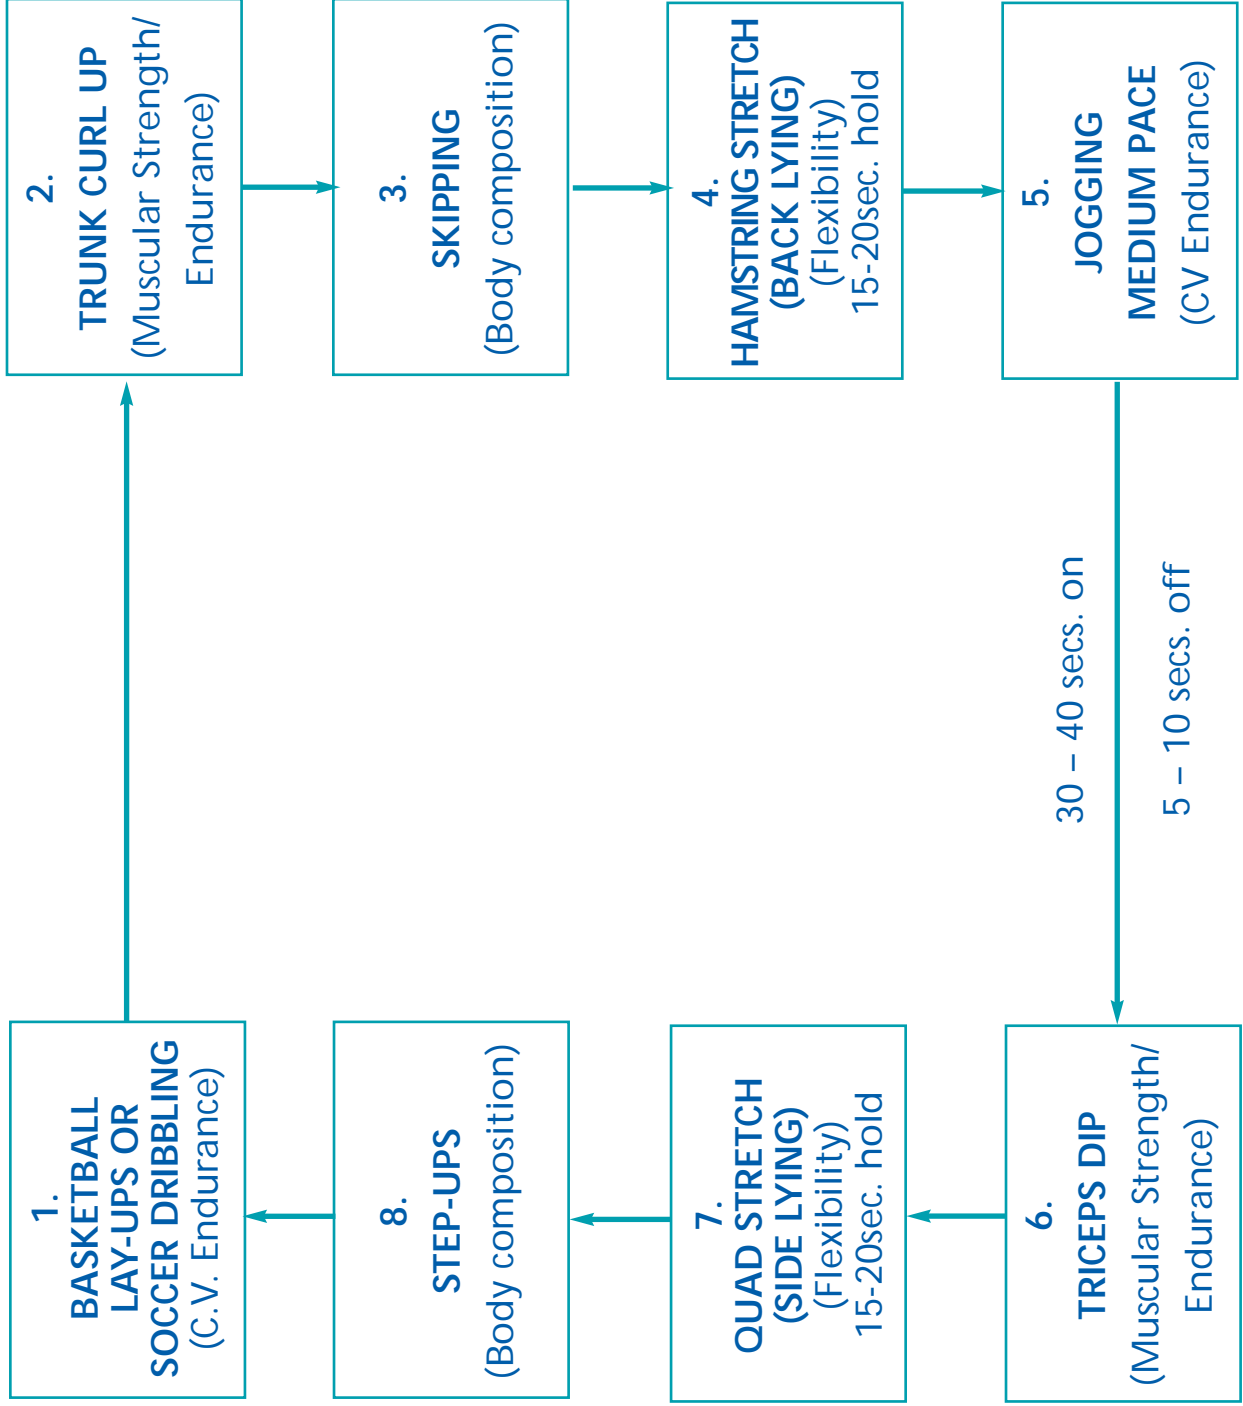 1.
BASKETBALL
LAY-UPS OR
SOCCER DRIBBLING
(C.V. Endurance)
2.
TRUNK CURL UP
(Muscular Strength/
Endurance)
3.
SKIPPING
(Body composition)
4.
HAMSTRING STRETCH
(BACK LYING)
(Flexibility)
15-20sec. hold
5.
JOGGING
MEDIUM PACE
(CV Endurance)
30 – 40 secs. on
5 – 10 secs. off
6.
TRICEPS DIP
(Muscular Strength/
Endurance)
7.
QUAD STRETCH
(SIDE LYING)
(Flexibility)
15-20sec. hold
8.
STEP-UPS
(Body composition)